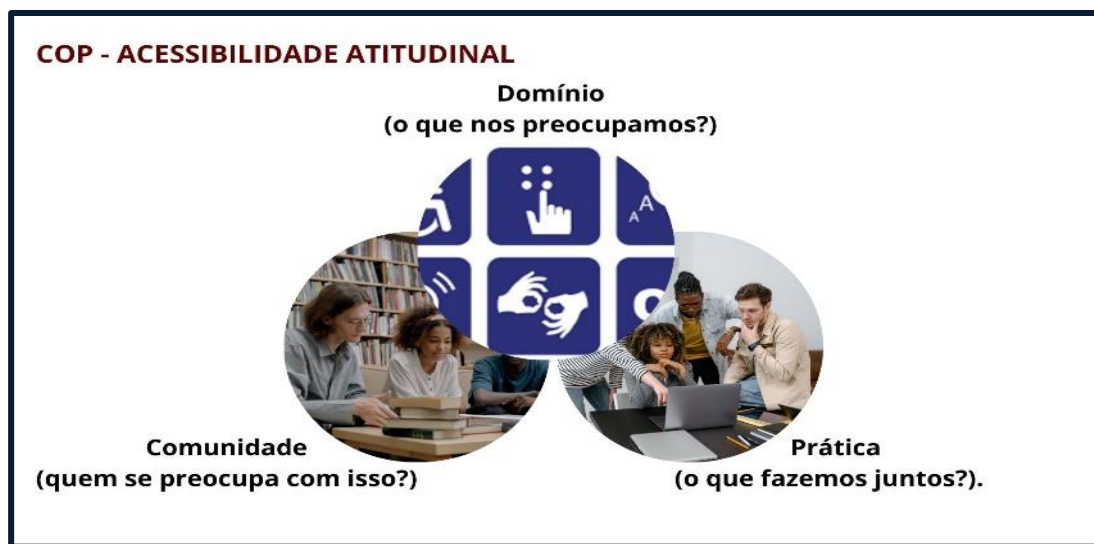 COP - ACESSIBILIDADE ATITUDINAL
Domínio
(o que nos preocupamos?)
A A
Comunidade
(quem se preocupa com isso?)
Prática
(o que fazemos juntos?).